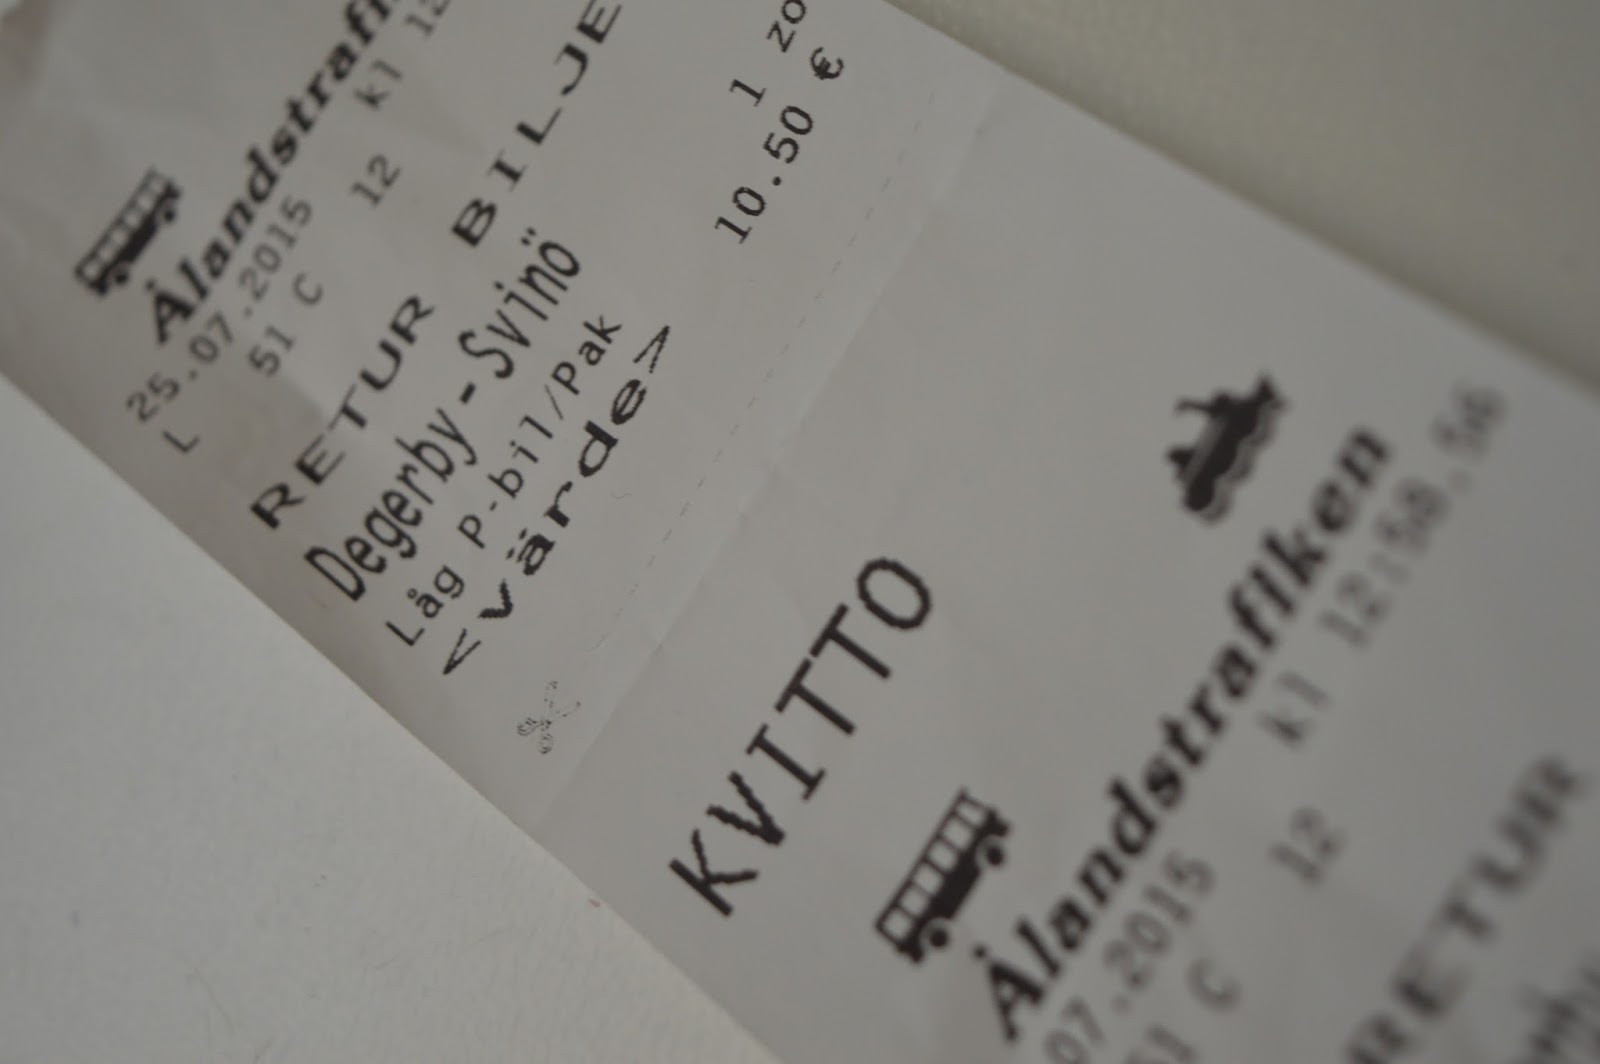 Ålandstrafi
25.07.2015 kl 12
L 51 C 12
RETUR BILJE
Degerby-Svinö
Låg P-bil/Pak 1 zo
<värde> 10.50 €
KVITTO
Ålandstrafiken
07.2015 kl 12:58.56
51 C 12
RETUR